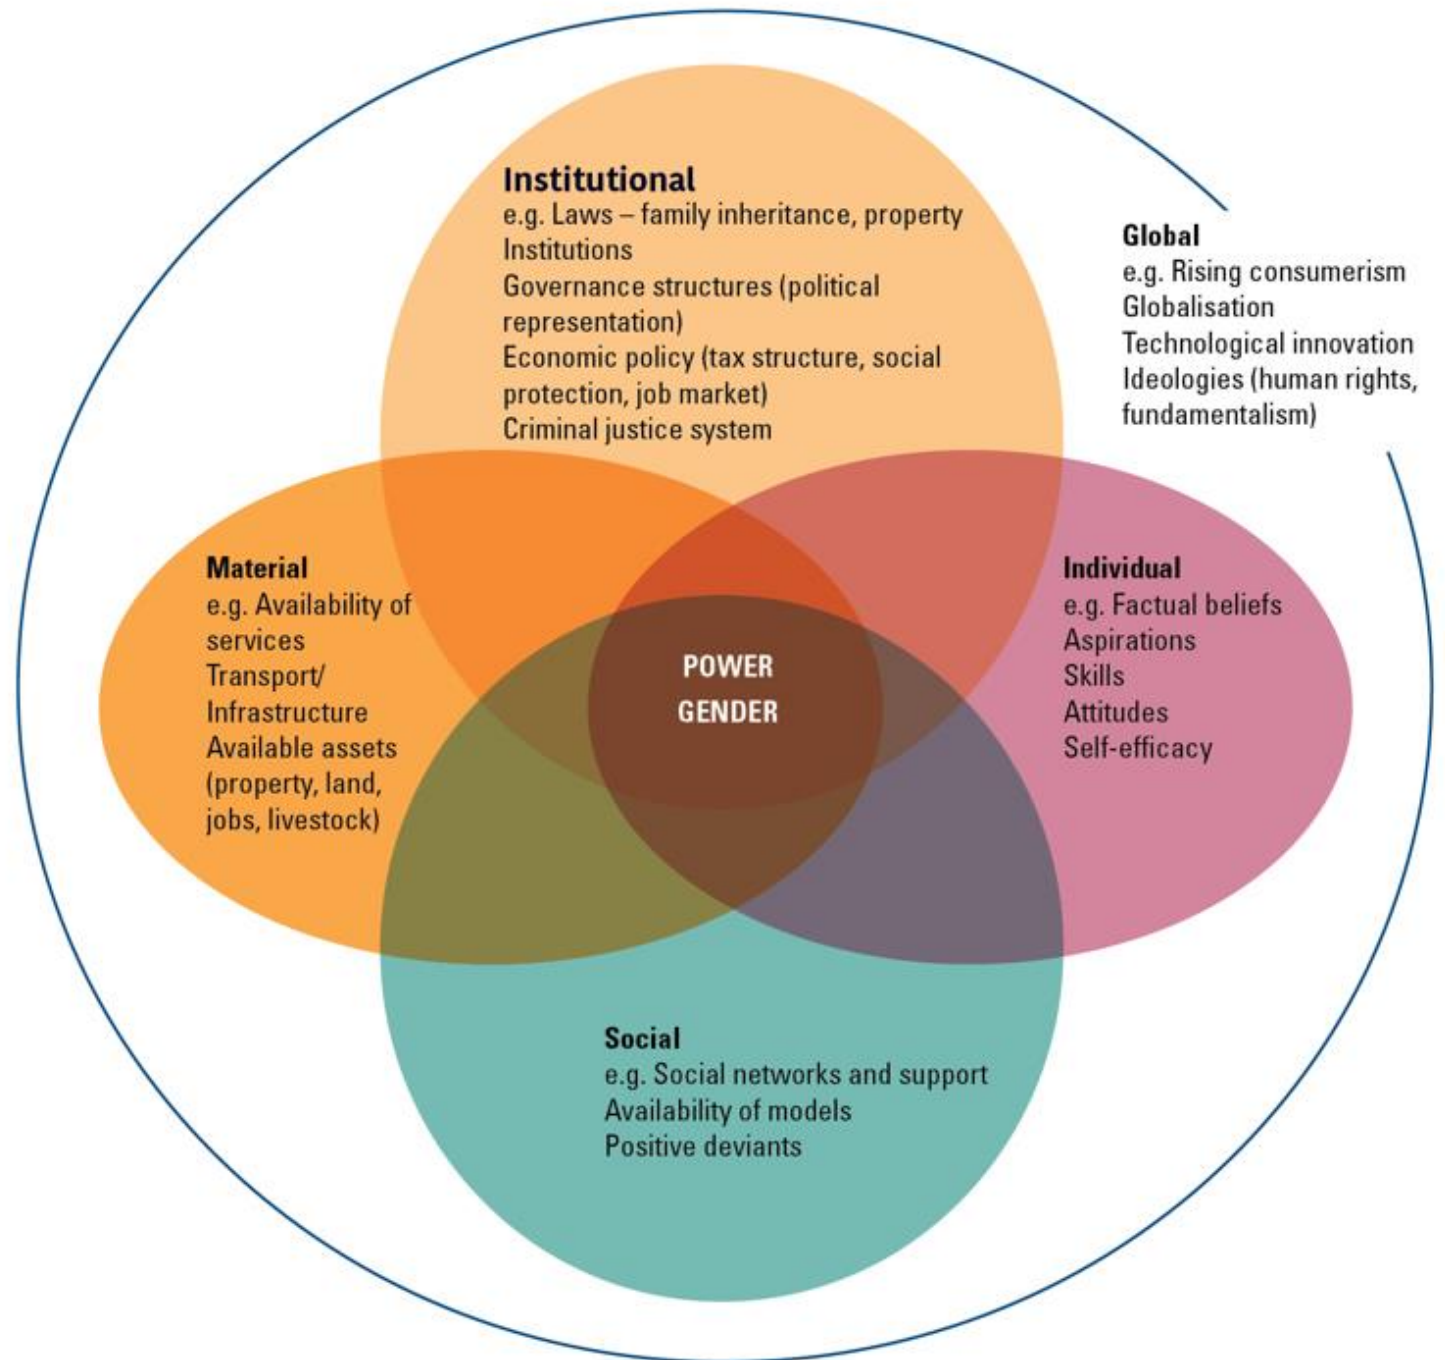 Institutional
e.g. Laws – family inheritance, property
Institutions
Governance structures (political
representation)
Economic policy (tax structure, social
protection, job market)
Criminal justice system
Global
e.g. Rising consumerism
Globalisation
Technological innovation
Ideologies (human rights,
fundamentalism)
Material
e.g. Availability of
services
Transport/
Infrastructure
Available assets
(property, land,
jobs, livestock)
POWER
GENDER
Individual
e.g. Factual beliefs
Aspirations
Skills
Attitudes
Self-efficacy
Social
e.g. Social networks and support
Availability of models
Positive deviants